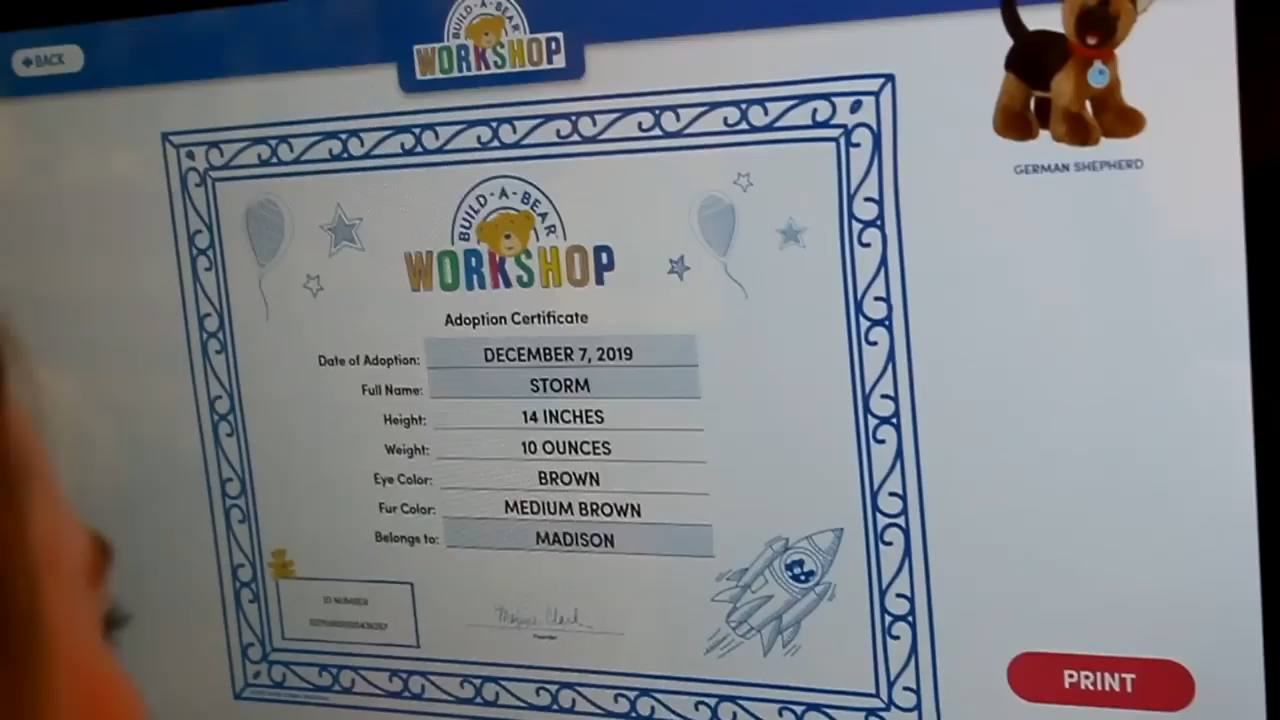 BACK
BUILD-A-BEAR
WORKSHOP
GERMAN SHEPHERD
BUILD-A-BEAR
WORKSHOP
Adoption Certificate
Date of Adoption: DECEMBER 7, 2019
Full Name: STORM
Height: 14 INCHES
Weight: 10 OUNCES
Eye Color: BROWN
Fur Color: MEDIUM BROWN
Belongs to: MADISON
ID NUMBER
PRINT